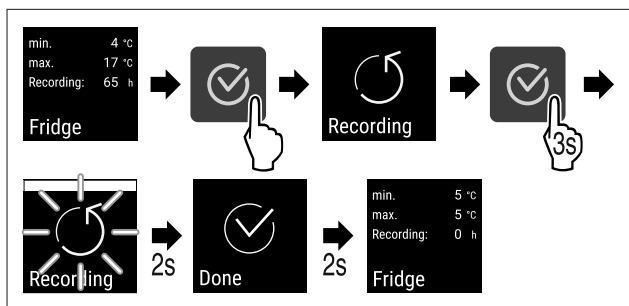 min. 4 °C
max. 17 °C
Recording: 65 h
Fridge
Recording
3s
Recording
2s
Done
2s
min. 5 °C
max. 5 °C
Recording: 0 h
Fridge